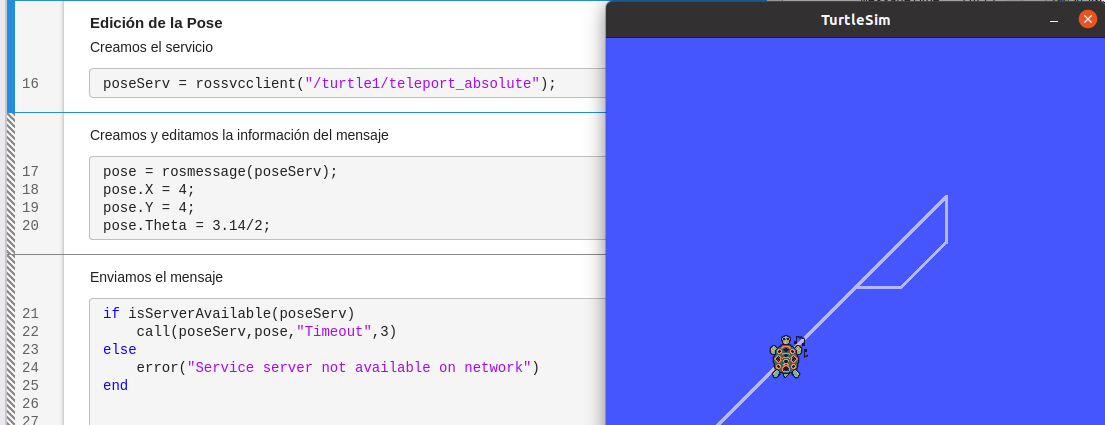 Edición de la Pose
Creamos el servicio
16 poseServ = rossvcclient("/turtle1/teleport_absolute");
Creamos y editamos la información del mensaje
17 pose = rosmessage(poseServ);
18 pose.X = 4;
19 pose.Y = 4;
20 pose.Theta = 3.14/2;
Enviamos el mensaje
21 if isServerAvailable(poseServ)
22 call(poseServ,pose,"Timeout",3)
23 else
24 error("Service server not available on network")
25 end
26
27
TurtleSim